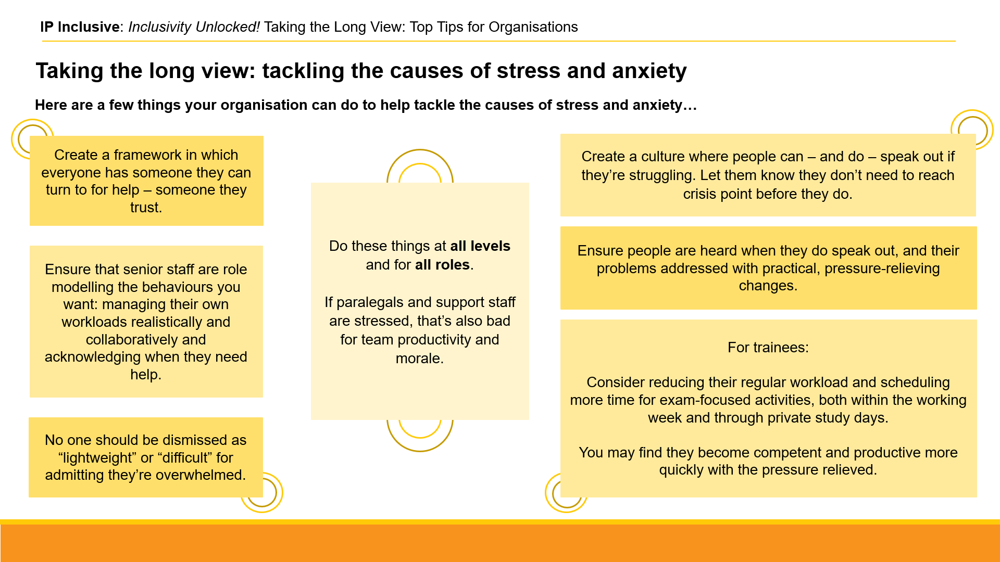 IP Inclusive: Inclusivity Unlocked! Taking the Long View: Top Tips for Organisations
Taking the long view: tackling the causes of stress and anxiety
Here are a few things your organisation can do to help tackle the causes of stress and anxiety…
Create a framework in which
everyone has someone they can
turn to for help – someone they
trust.
Ensure that senior staff are role
modelling the behaviours you
want: managing their own
workloads realistically and
collaboratively and
acknowledging when they need
help.
No one should be dismissed as
“lightweight” or “difficult” for
admitting they’re overwhelmed.
Do these things at all levels
and for all roles.
If paralegals and support staff
are stressed, that’s also bad
for team productivity and
morale.
Create a culture where people can – and do – speak out if
they’re struggling. Let them know they don’t need to reach
crisis point before they do.
Ensure people are heard when they do speak out, and their
problems addressed with practical, pressure-relieving
changes.
For trainees:
Consider reducing their regular workload and scheduling
more time for exam-focused activities, both within the working
week and through private study days.
You may find they become competent and productive more
quickly with the pressure relieved.